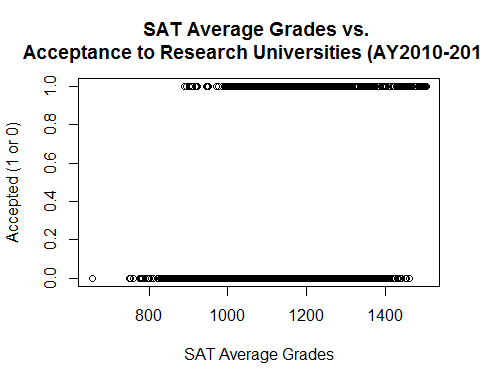 SAT Average Grades vs.
Acceptance to Research Universities (AY2010-201
Accepted (1 or 0)
1.0
0.8
0.6
0.4
0.2
0.0
800 1000 1200 1400
SAT Average Grades